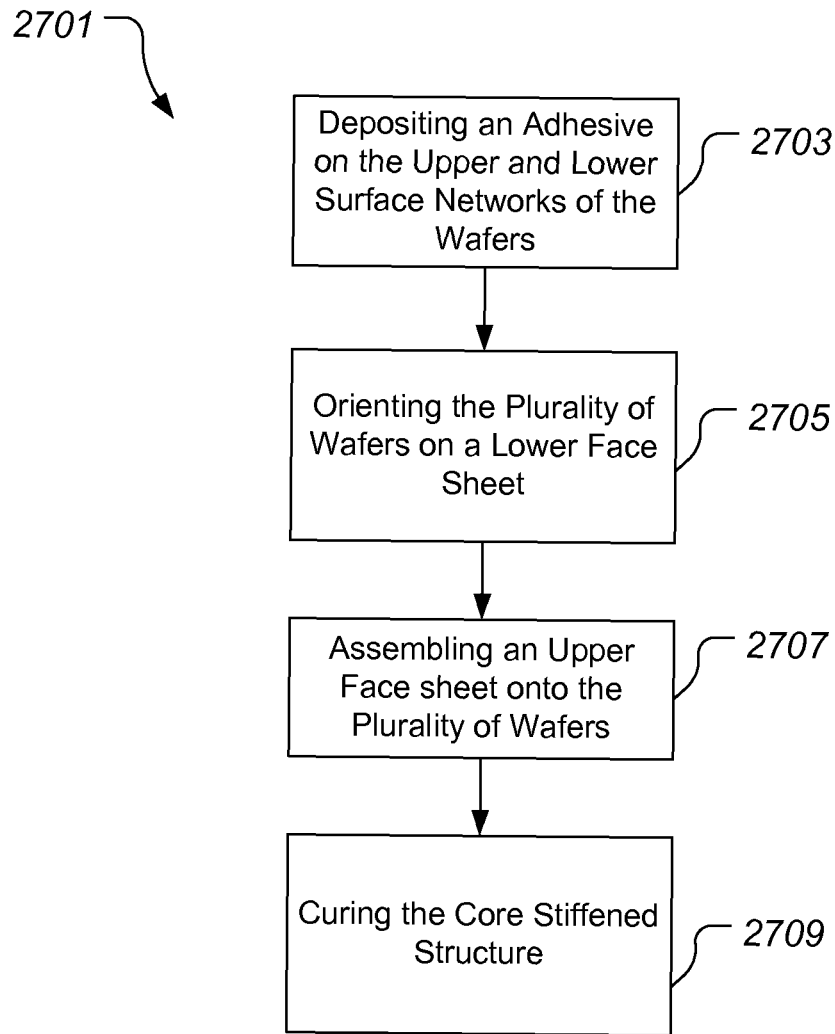 2701
Depositing an Adhesive
on the Upper and Lower
Surface Networks of the
Wafers
2703
Orienting the Plurality of
Wafers on a Lower Face
Sheet
2705
Assembling an Upper
Face sheet onto the
Plurality of Wafers
2707
Curing the Core Stiffened
Structure
2709